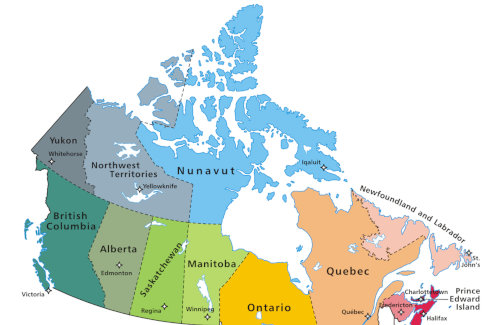 Yukon
Whitehorse
Northwest
Territories
Yellowknife
Nunavut
Iqaluit
British
Columbia
Victoria
Alberta
Edmonton
Saskatchewan
Regina
Manitoba
Winnipeg
Ontario
Quebec
Québec
Newfoundland and Labrador
St.
John's
Prince
Edward
Island
Charlottetown
Fredericton
Halifax